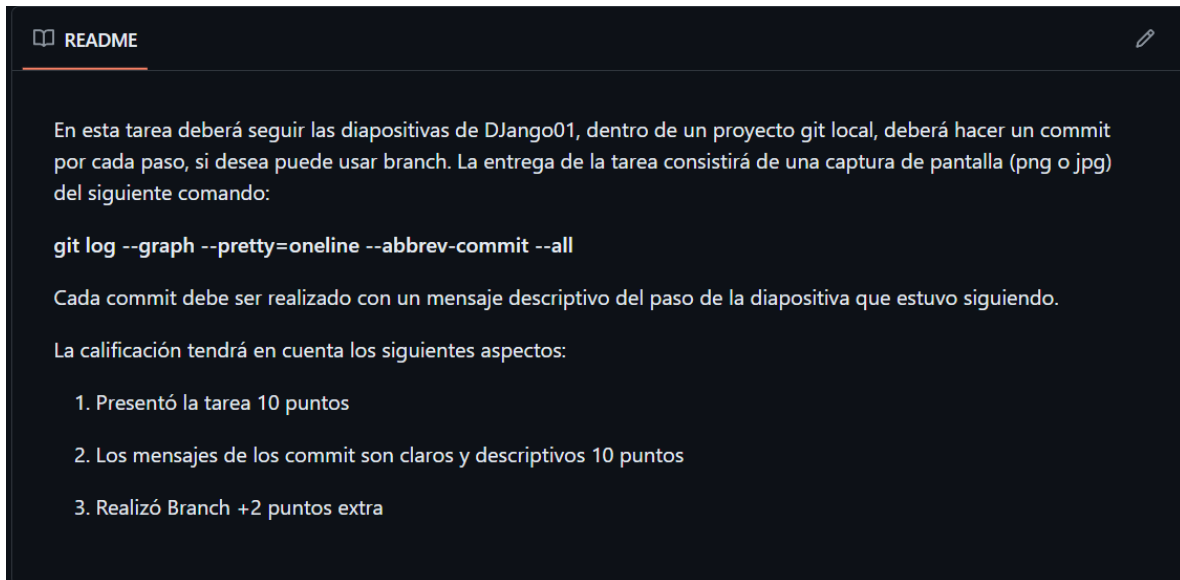 README
En esta tarea deberá seguir las diapositivas de DJango01, dentro de un proyecto git local, deberá hacer un commit
por cada paso, si desea puede usar branch. La entrega de la tarea consistirá de una captura de pantalla (png o jpg)
del siguiente comando:
git log --graph --pretty=oneline --abbrev-commit --all
Cada commit debe ser realizado con un mensaje descriptivo del paso de la diapositiva que estuvo siguiendo.
La calificación tendrá en cuenta los siguientes aspectos:
1. Presentó la tarea 10 puntos
2. Los mensajes de los commit son claros y descriptivos 10 puntos
3. Realizó Branch +2 puntos extra